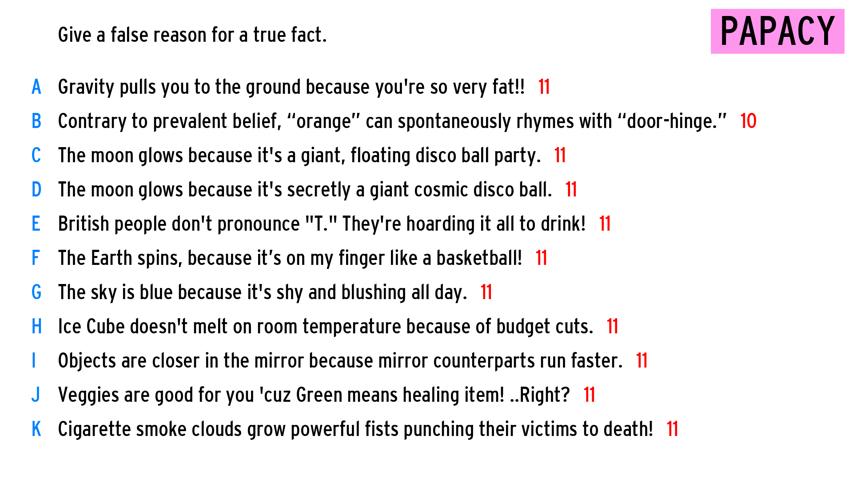 Give a false reason for a true fact.
PAPACY
A Gravity pulls you to the ground because you're so very fat!! 11
B Contrary to prevalent belief, “orange” can spontaneously rhymes with “door-hinge.” 10
C The moon glows because it's a giant, floating disco ball party. 11
D The moon glows because it's secretly a giant cosmic disco ball. 11
E British people don't pronounce "T." They're hoarding it all to drink! 11
F The Earth spins, because it’s on my finger like a basketball! 11
G The sky is blue because it's shy and blushing all day. 11
H Ice Cube doesn't melt on room temperature because of budget cuts. 11
I Objects are closer in the mirror because mirror counterparts run faster. 11
J Veggies are good for you 'cuz Green means healing item! ..Right? 11
K Cigarette smoke clouds grow powerful fists punching their victims to death! 11